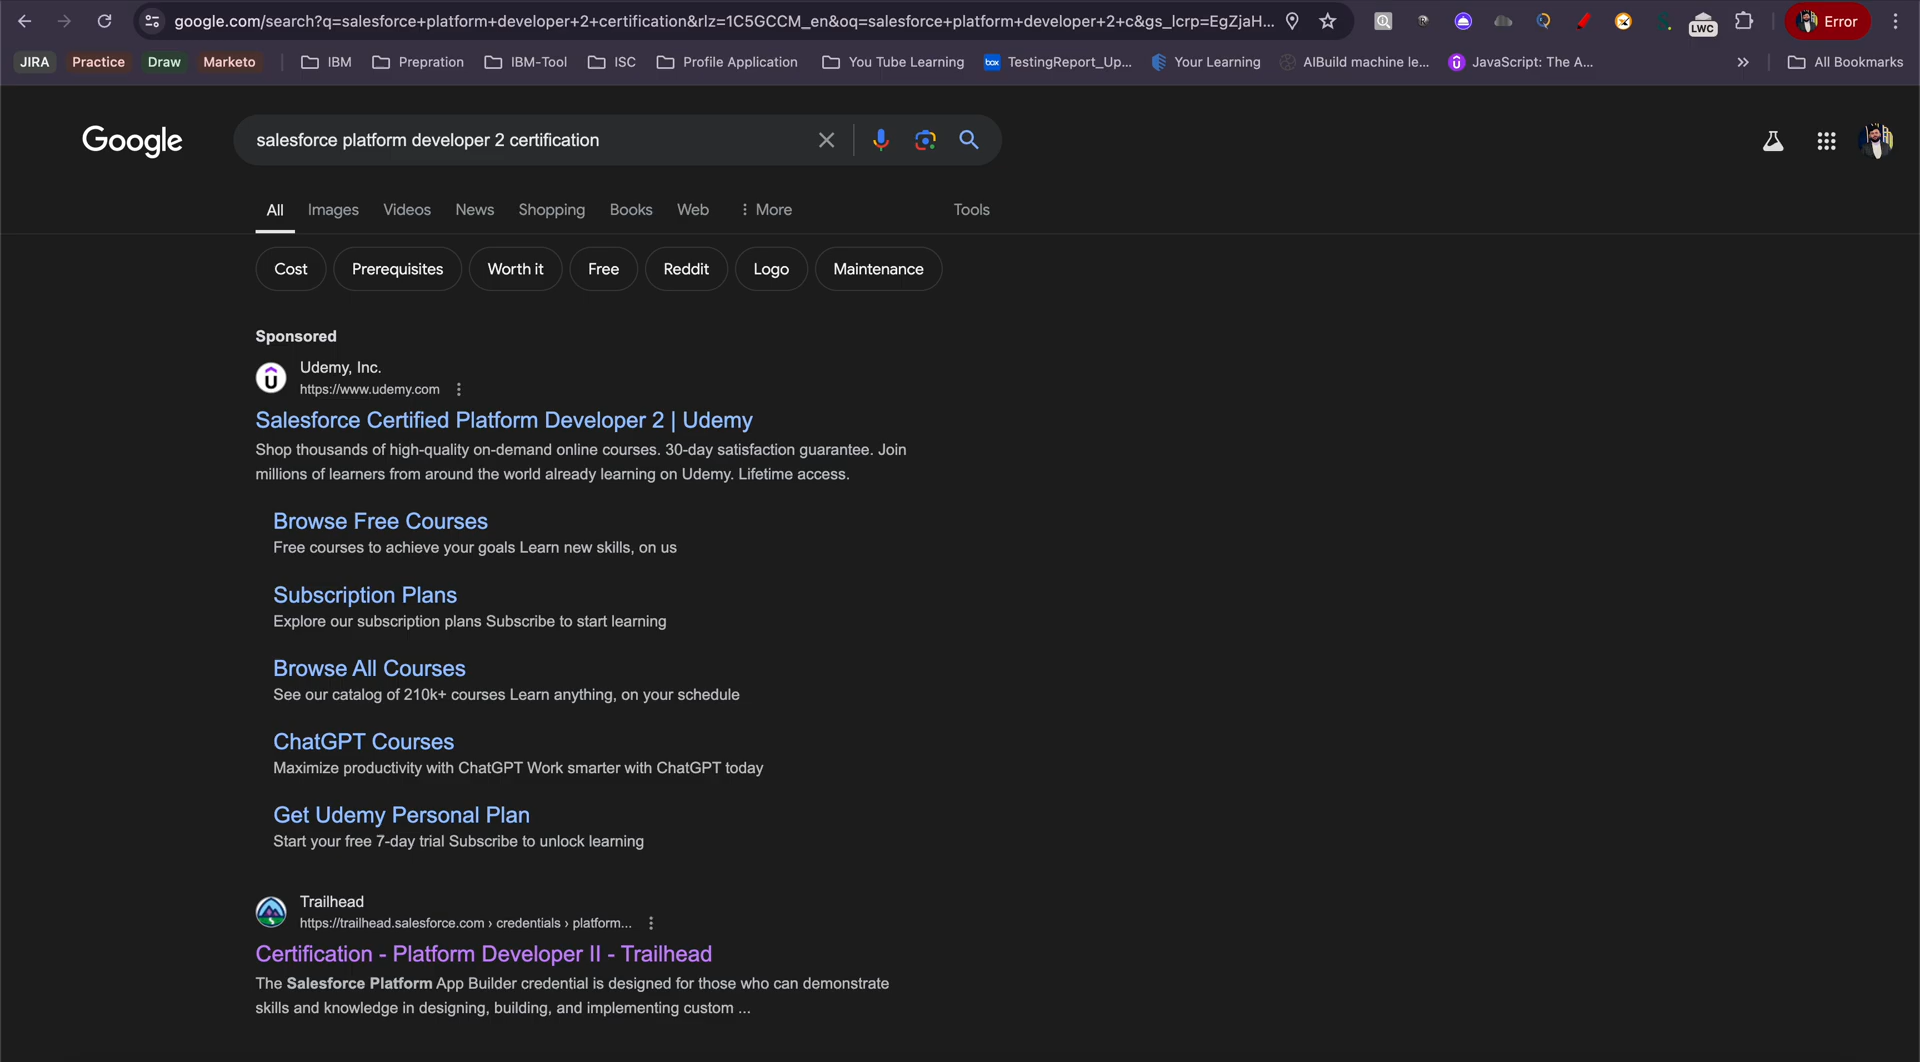 google.com/search?q=salesforce+platform+developer+2+certification&rlz=1C5GCCM_en&oq=salesforce+platform+developer+2+c&gs_lcrp=EgZjaH...
LWC
Error
JIRA
Practice
Draw
Marketo
IBM
Prepration
IBM-Tool
ISC
Profile Application
You Tube Learning
box TestingReport_Up...
Your Learning
AIBuild machine le...
JavaScript: The A...
All Bookmarks
Google
salesforce platform developer 2 certification
All
Images
Videos
News
Shopping
Books
Web
More
Tools
Cost
Prerequisites
Worth it
Free
Reddit
Logo
Maintenance
Sponsored
Udemy, Inc.
https://www.udemy.com
Salesforce Certified Platform Developer 2 | Udemy
Shop thousands of high-quality on-demand online courses. 30-day satisfaction guarantee. Join
millions of learners from around the world already learning on Udemy. Lifetime access.
Browse Free Courses
Free courses to achieve your goals Learn new skills, on us
Subscription Plans
Explore our subscription plans Subscribe to start learning
Browse All Courses
See our catalog of 210k+ courses Learn anything, on your schedule
ChatGPT Courses
Maximize productivity with ChatGPT Work smarter with ChatGPT today
Get Udemy Personal Plan
Start your free 7-day trial Subscribe to unlock learning
Trailhead
https://trailhead.salesforce.com › credentials › platform...
Certification - Platform Developer II - Trailhead
The Salesforce Platform App Builder credential is designed for those who can demonstrate
skills and knowledge in designing, building, and implementing custom ...